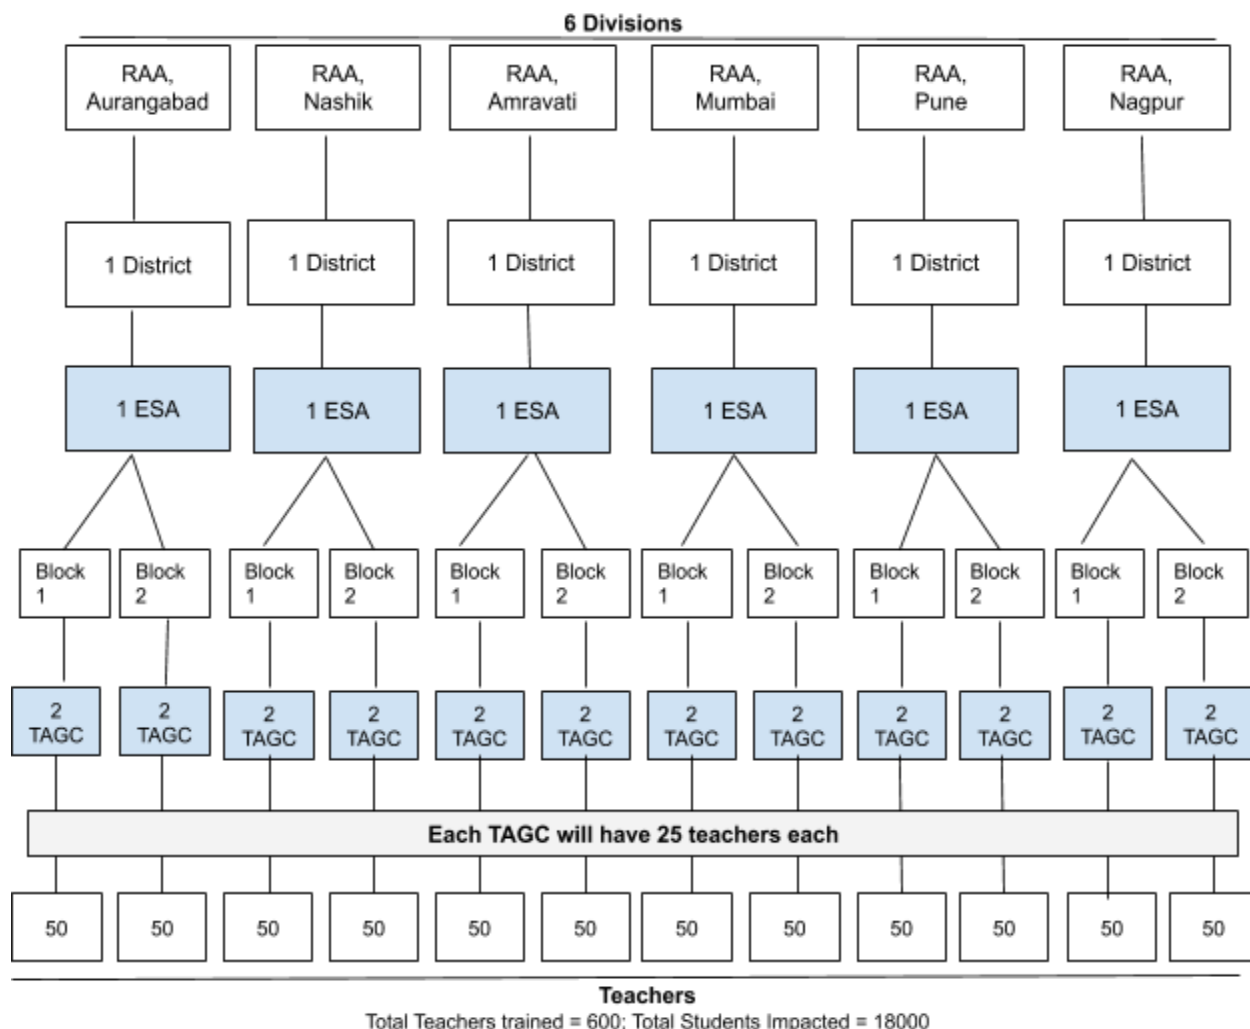 6 Divisions
RAA,
Aurangabad
RAA,
Nashik
RAA,
Amravati
RAA,
Mumbai
RAA,
Pune
RAA,
Nagpur
1 District
1 District
1 District
1 District
1 District
1 District
1 ESA
1 ESA
1 ESA
1 ESA
1 ESA
1 ESA
Block
1
Block
2
Block
1
Block
2
Block
1
Block
2
Block
1
Block
2
Block
1
Block
2
Block
1
Block
2
2
TAGC
2
TAGC
2
TAGC
2
TAGC
2
TAGC
2
TAGC
2
TAGC
2
TAGC
2
TAGC
2
TAGC
2
TAGC
2
TAGC
Each TAGC will have 25 teachers each
50
50
50
50
50
50
50
50
50
50
50
50
Teachers
Total Teachers trained = 600; Total Students Impacted = 18000